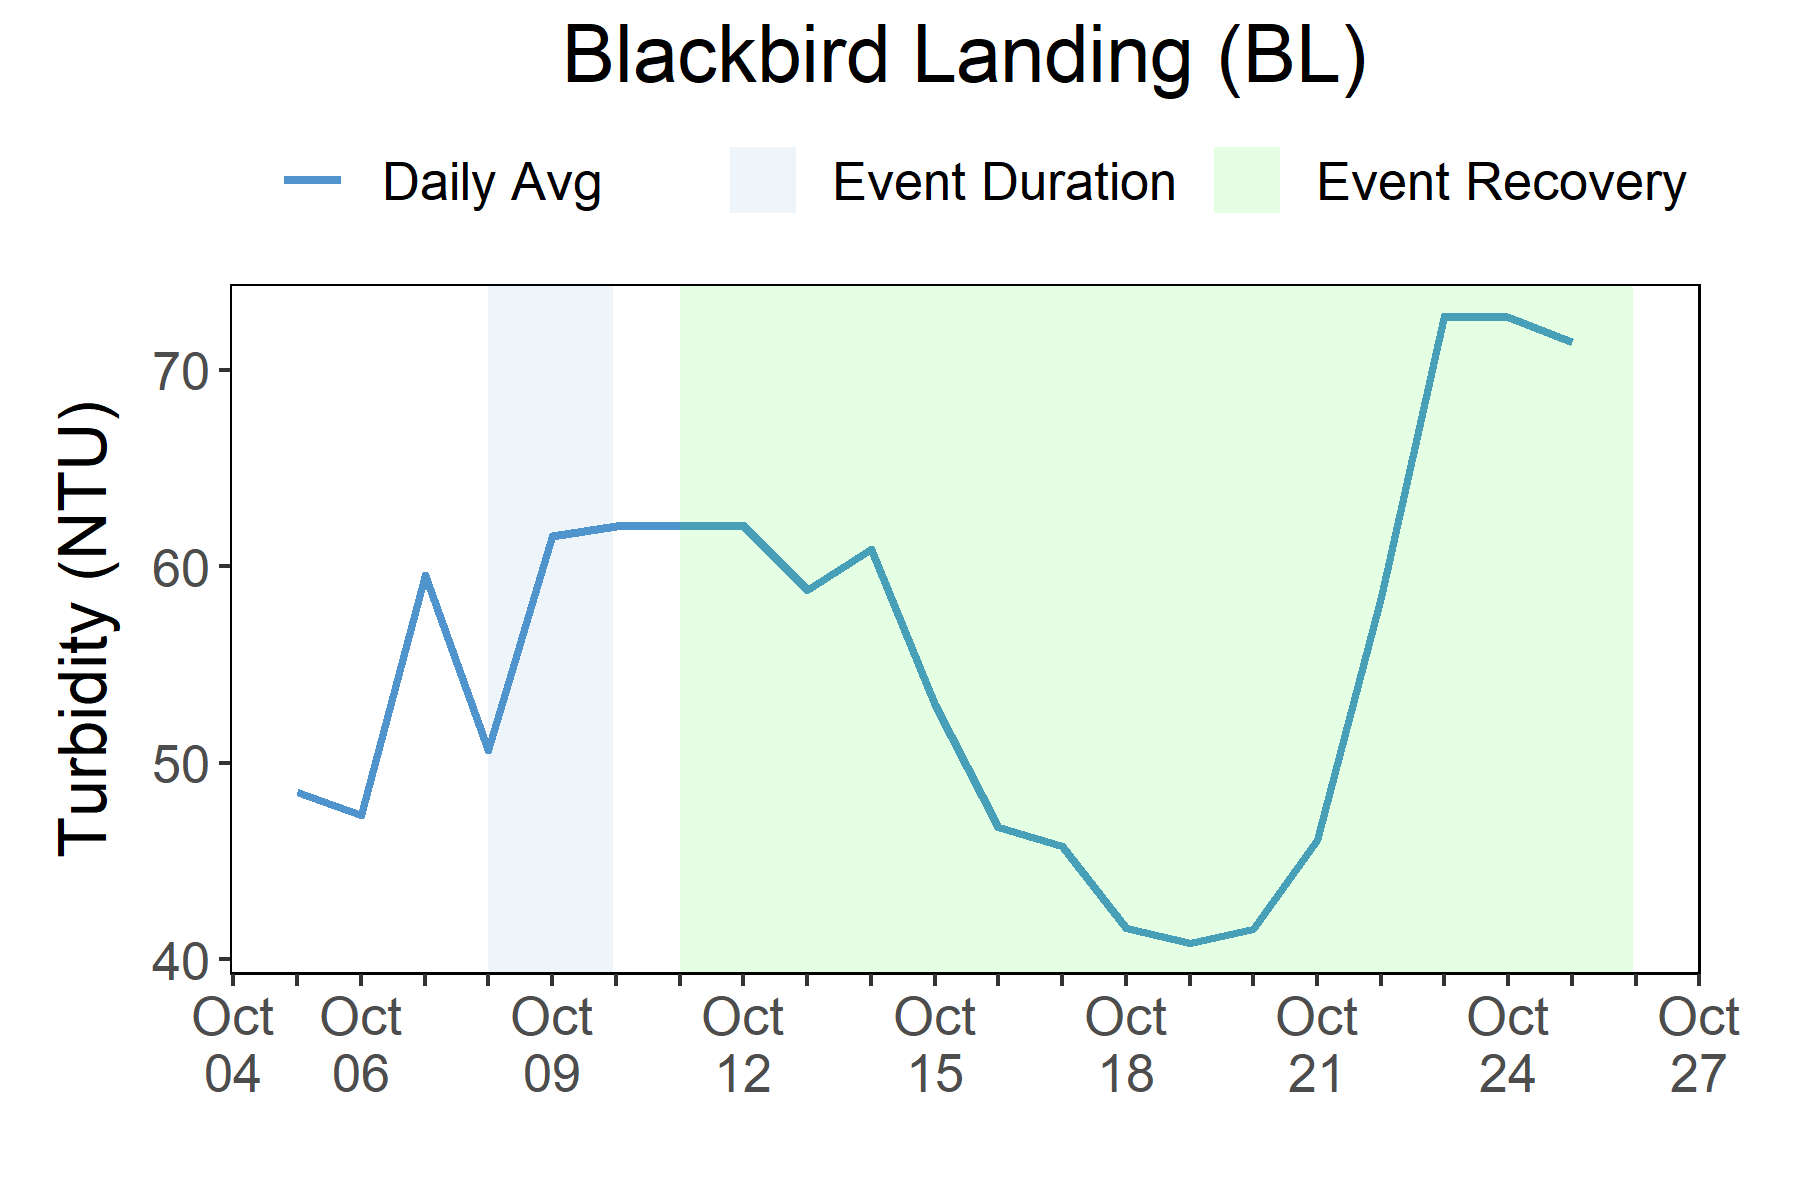 Blackbird Landing (BL)
Daily Avg Event Duration Event Recovery
Turbidity (NTU)
70
60
50
40
Oct Oct Oct Oct Oct Oct Oct Oct Oct
04 06 09 12 15 18 21 24 27